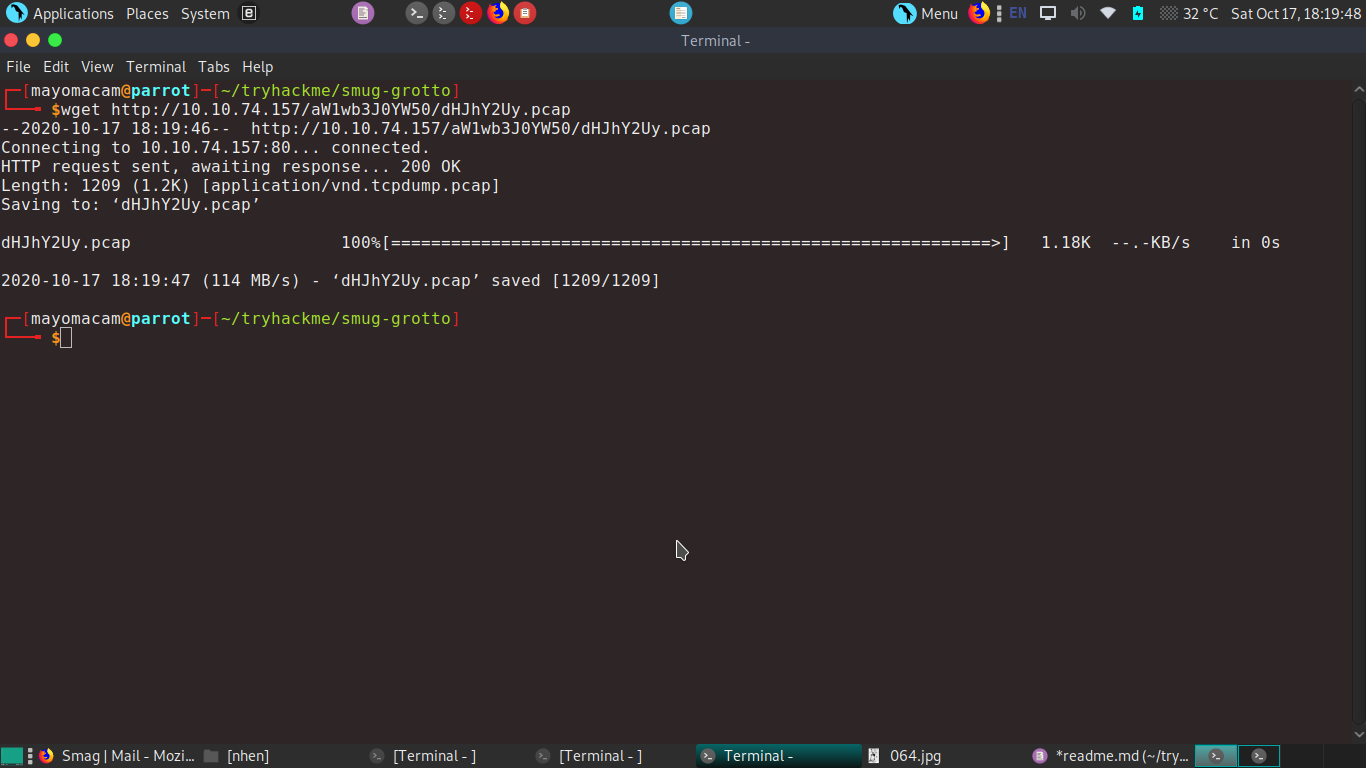 Applications Places System Menu EN 32 °C Sat Oct 17, 18:19:48
Terminal -
File Edit View Terminal Tabs Help
┌─[mayomacam@parrot]─[~/tryhackme/smug-grotto]
└──╼ $wget http://10.10.74.157/aW1wb3J0YW50/dHJhY2Uy.pcap
--2020-10-17 18:19:46--  http://10.10.74.157/aW1wb3J0YW50/dHJhY2Uy.pcap
Connecting to 10.10.74.157:80... connected.
HTTP request sent, awaiting response... 200 OK
Length: 1209 (1.2K) [application/vnd.tcpdump.pcap]
Saving to: ‘dHJhY2Uy.pcap’
dHJhY2Uy.pcap 100%[============================================================>] 1.18K --.-KB/s in 0s
2020-10-17 18:19:47 (114 MB/s) - ‘dHJhY2Uy.pcap’ saved [1209/1209]
┌─[mayomacam@parrot]─[~/tryhackme/smug-grotto]
└──╼ $
Smag | Mail - Mozi... [nhen] [Terminal - ] [Terminal - ] Terminal - 064.jpg *readme.md (~/try...